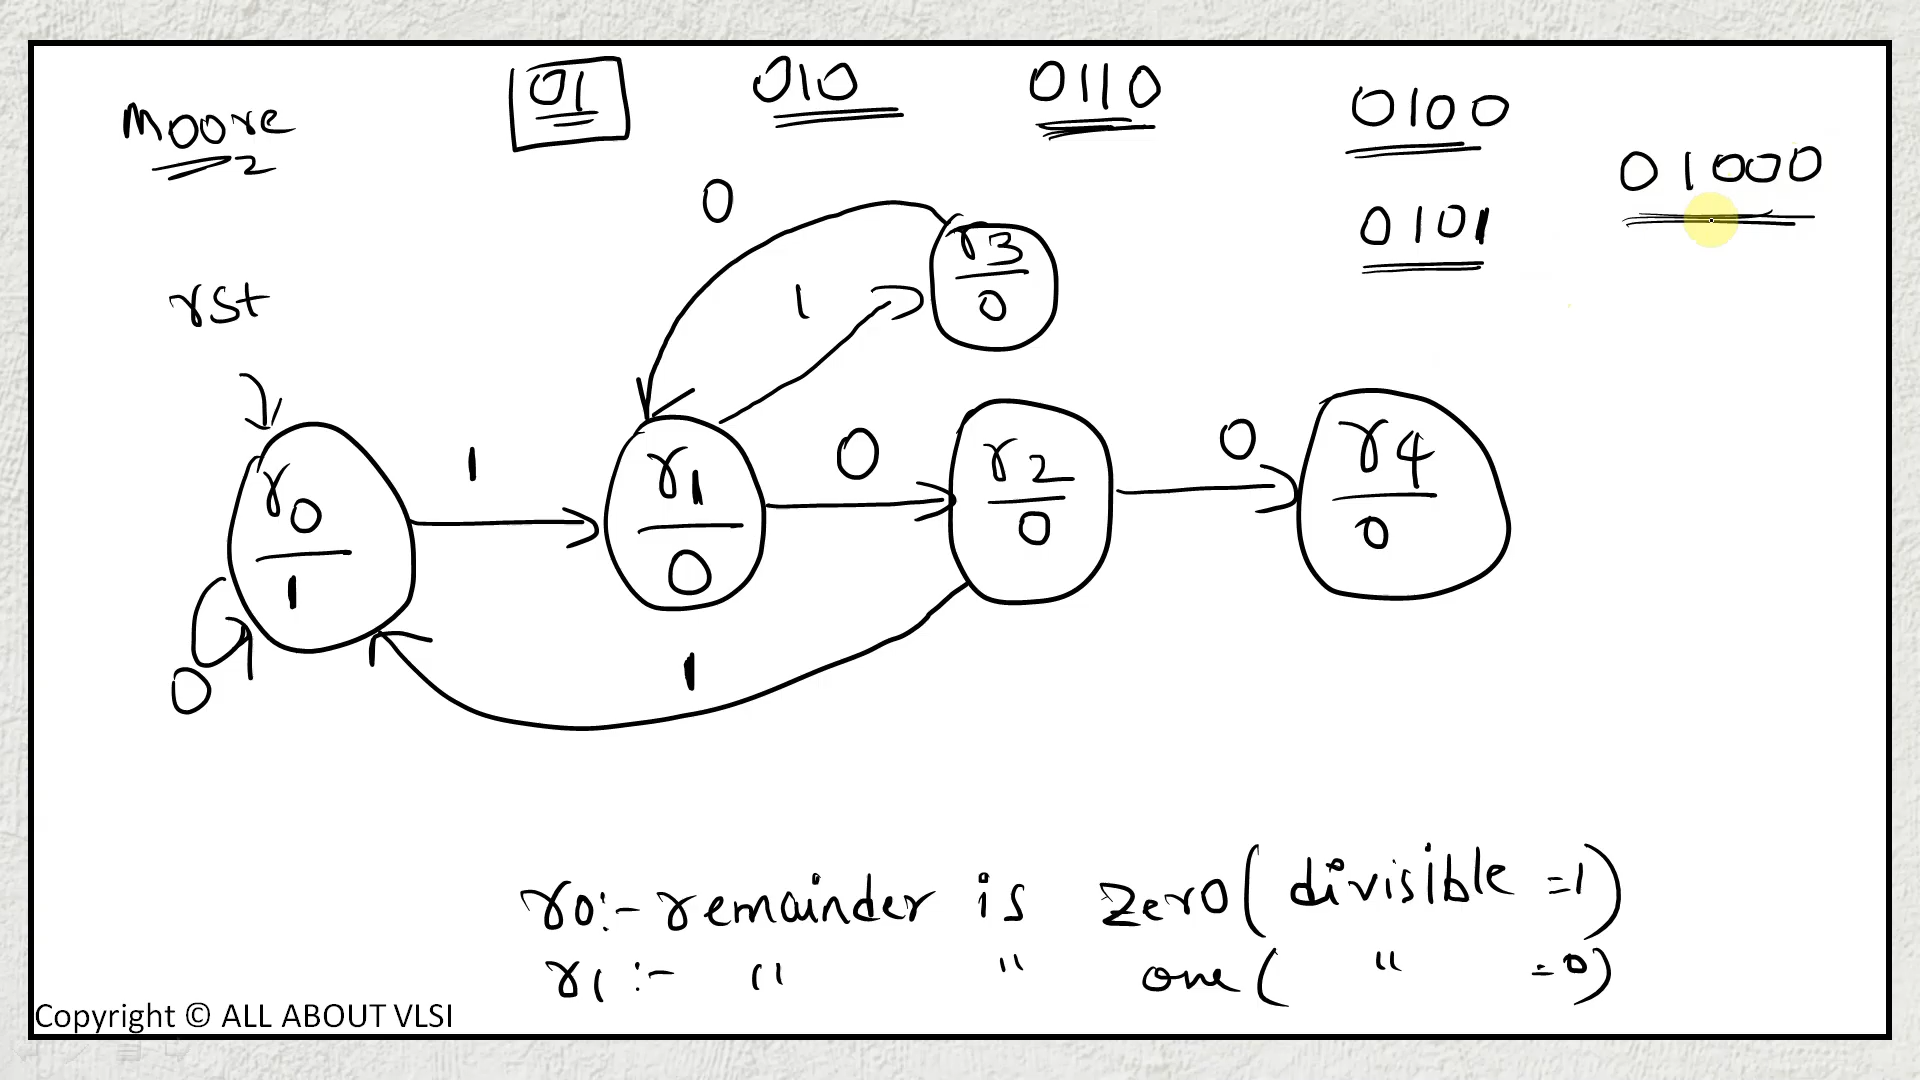 Moore
01
010
0110
0100
0101
01000
rst
0
1
r3
0
1
0
0
r0
1
r1
0
r2
0
r4
0
0
1
r0:- remainder is zero (divisible =1)
r1:- " " one ( " =0)
Copyright © ALL ABOUT VLSI